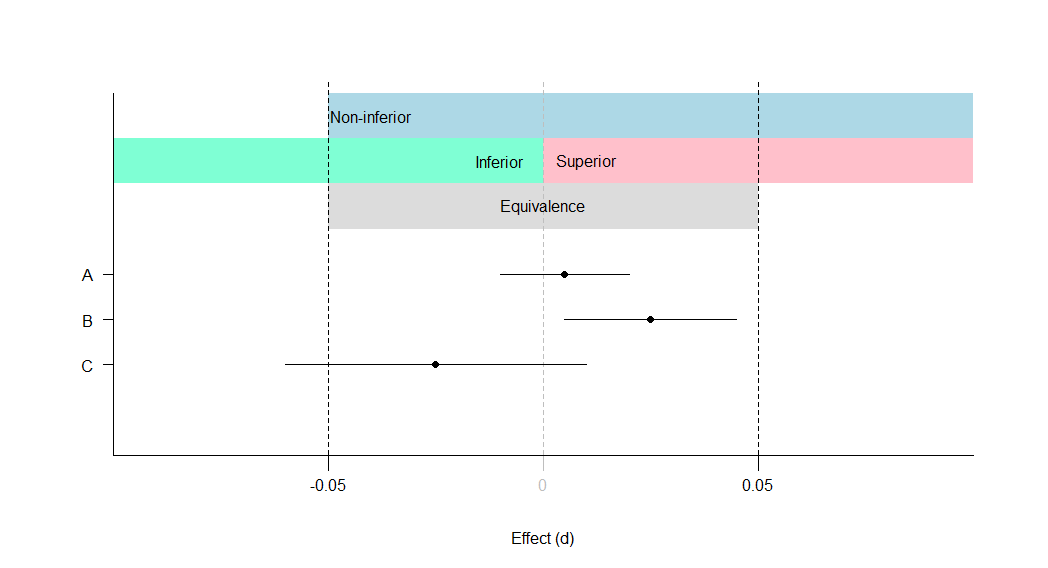 Non-inferior
Inferior Superior
Equivalence
A
B
C
-0.05 0 0.05
Effect (d)